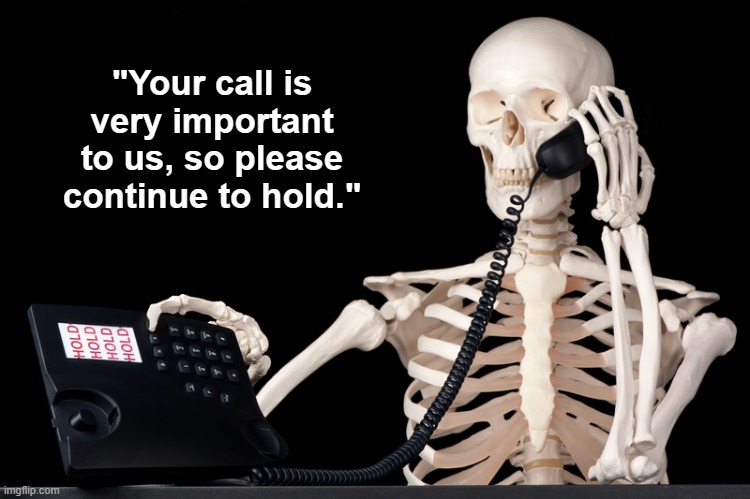 "Your call is
very important
to us, so please
continue to hold."
HOLD
HOLD
HOLD
HOLD
imgflip.com